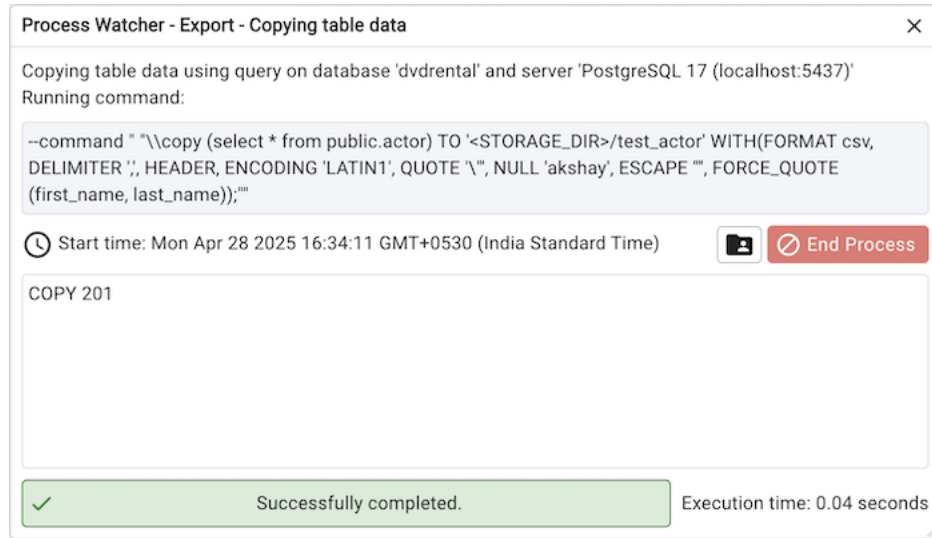 Process Watcher - Export - Copying table data
Copying table data using query on database 'dvdrental' and server 'PostgreSQL 17 (localhost:5437)'
Running command:
--command " "\\copy (select * from public.actor) TO '<STORAGE_DIR>/test_actor' WITH(FORMAT csv,
DELIMITER ',', HEADER, ENCODING 'LATIN1', QUOTE '\"', NULL 'akshay', ESCAPE '''', FORCE_QUOTE
(first_name, last_name));""
Start time: Mon Apr 28 2025 16:34:11 GMT+0530 (India Standard Time)
End Process
COPY 201
Successfully completed.
Execution time: 0.04 seconds